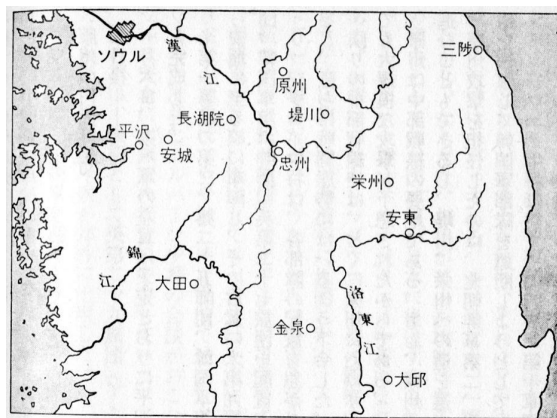 ソウル
漢江
三陟
原州
長湖院
堤川
平沢
安城
忠州
栄州
安東
錦江
大田
洛東江
金泉
大邱